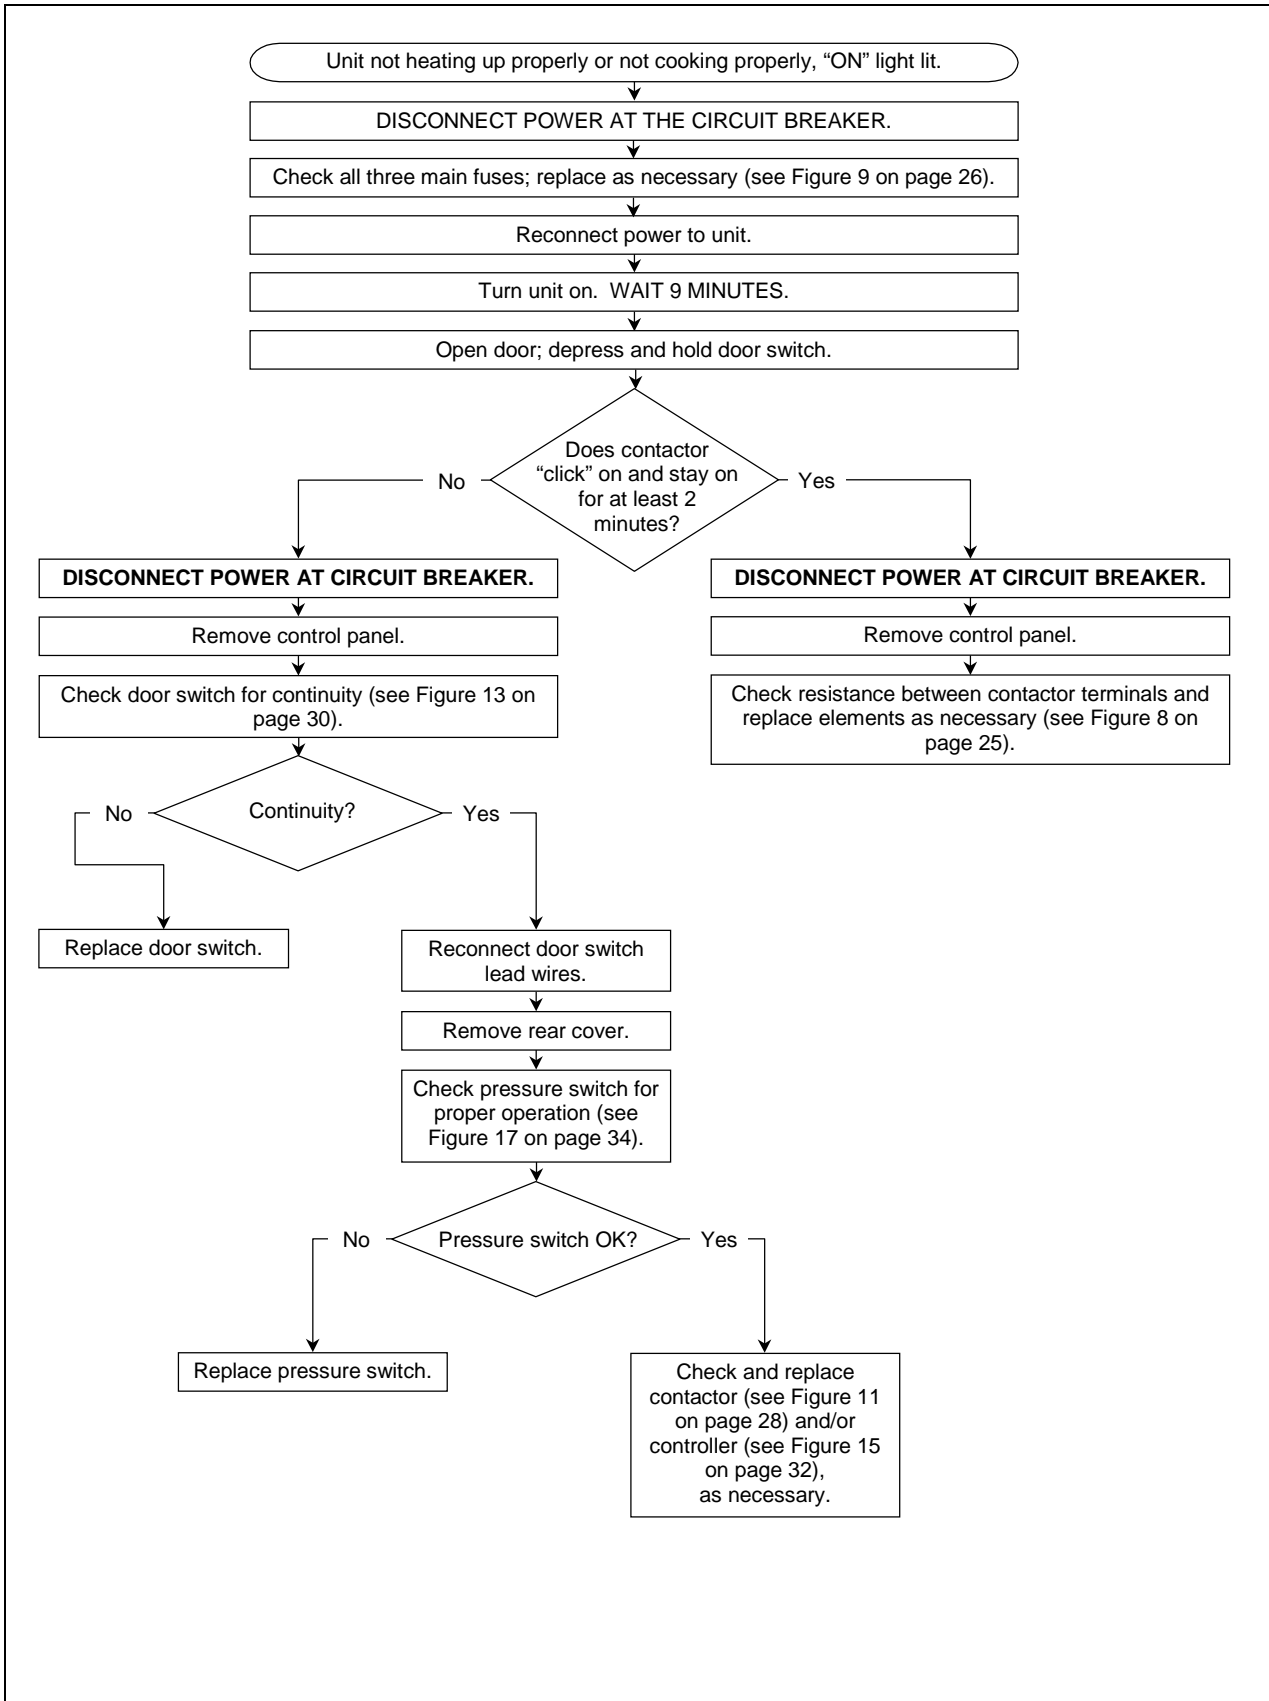 Unit not heating up properly or not cooking properly, “ON” light lit.
DISCONNECT POWER AT THE CIRCUIT BREAKER.
Check all three main fuses; replace as necessary (see Figure 9 on page 26).
Reconnect power to unit.
Turn unit on.  WAIT 9 MINUTES.
Open door; depress and hold door switch.
Does contactor
“click” on and stay on
for at least 2
minutes?
No
Yes
DISCONNECT POWER AT CIRCUIT BREAKER.
Remove control panel.
Check door switch for continuity (see Figure 13 on
page 30).
DISCONNECT POWER AT CIRCUIT BREAKER.
Remove control panel.
Check resistance between contactor terminals and
replace elements as necessary (see Figure 8 on
page 25).
Continuity?
No
Yes
Replace door switch.
Reconnect door switch
lead wires.
Remove rear cover.
Check pressure switch for
proper operation (see
Figure 17 on page 34).
Pressure switch OK?
No
Yes
Replace pressure switch.
Check and replace
contactor (see Figure 11
on page 28) and/or
controller (see Figure 15
on page 32),
as necessary.